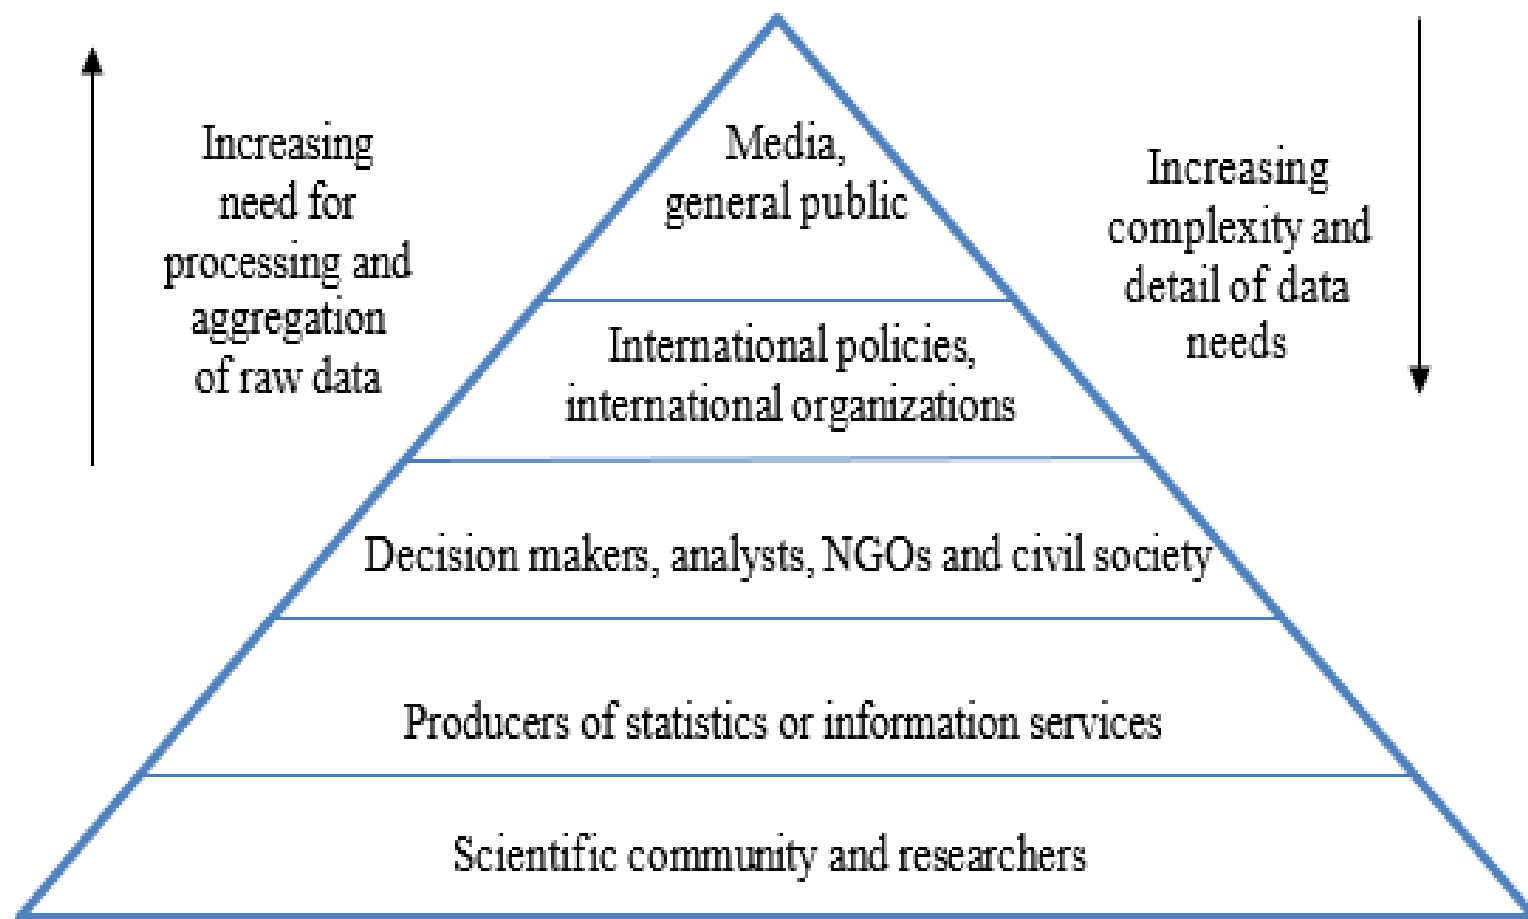 Increasing
need for
processing and
aggregation
of raw data
Media,
general public
Increasing
complexity and
detail of data
needs
International policies,
international organizations
Decision makers, analysts, NGOs and civil society
Producers of statistics or information services
Scientific community and researchers